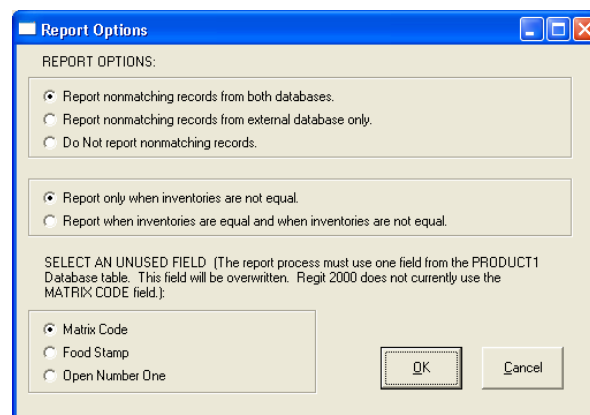 Report Options
REPORT OPTIONS:
Report nonmatching records from both databases.
Report nonmatching records from external database only.
Do Not report nonmatching records.
Report only when inventories are not equal.
Report when inventories are equal and when inventories are not equal.
SELECT AN UNUSED FIELD (The report process must use one field from the PRODUCT1
Database table. This field will be overwritten. Regit 2000 does not currently use the
MATRIX CODE field.):
Matrix Code
Food Stamp
Open Number One
OK
Cancel